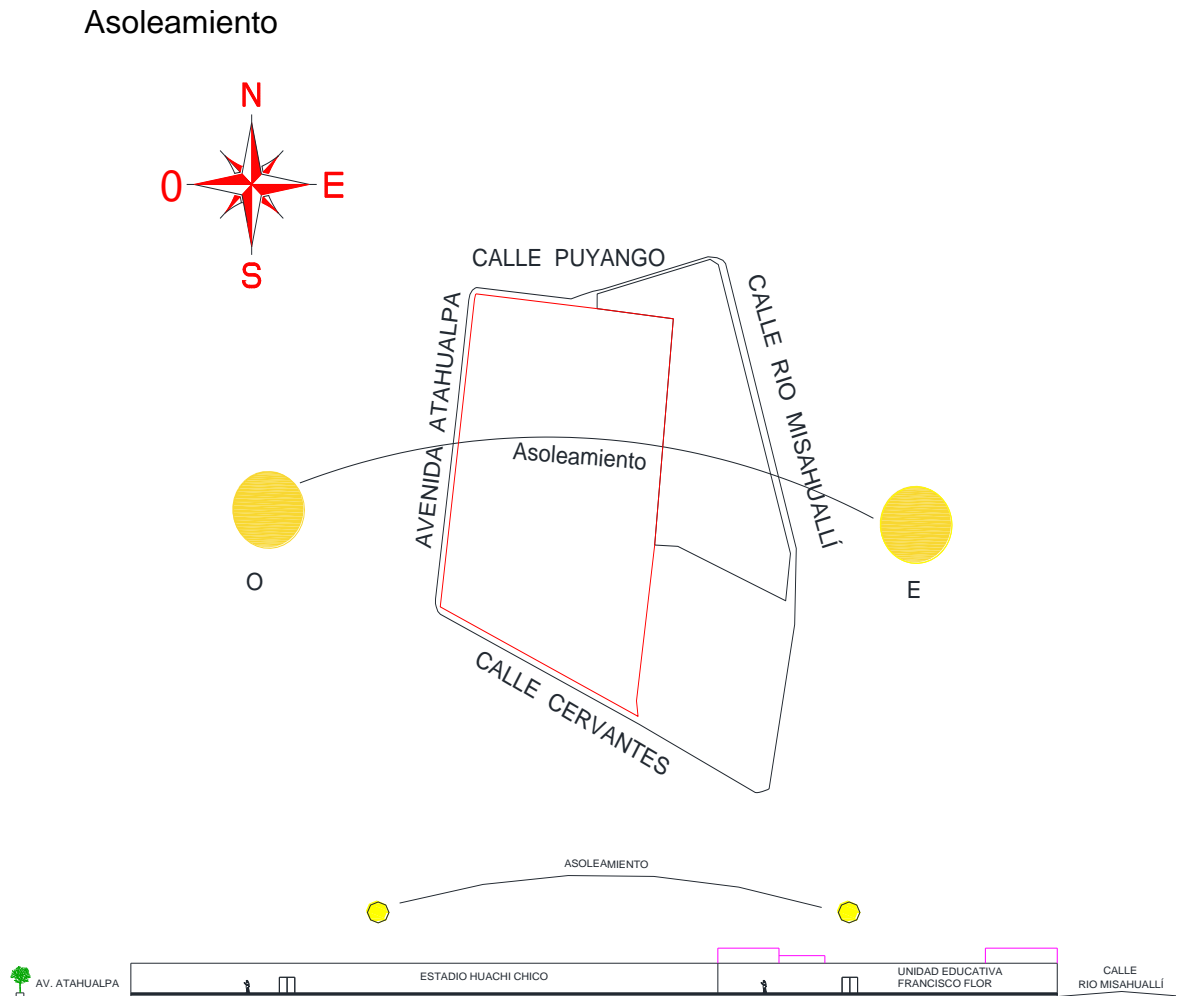 Asoleamiento
N
0
E
S
CALLE PUYANGO
AVENIDA ATAHUALPA
CALLE RIO MISAHUALLÍ
Asoleamiento
O
E
CALLE CERVANTES
ASOLEAMIENTO
AV. ATAHUALPA
ESTADIO HUACHI CHICO
UNIDAD EDUCATIVA
FRANCISCO FLOR
CALLE
RIO MISAHUALLÍ